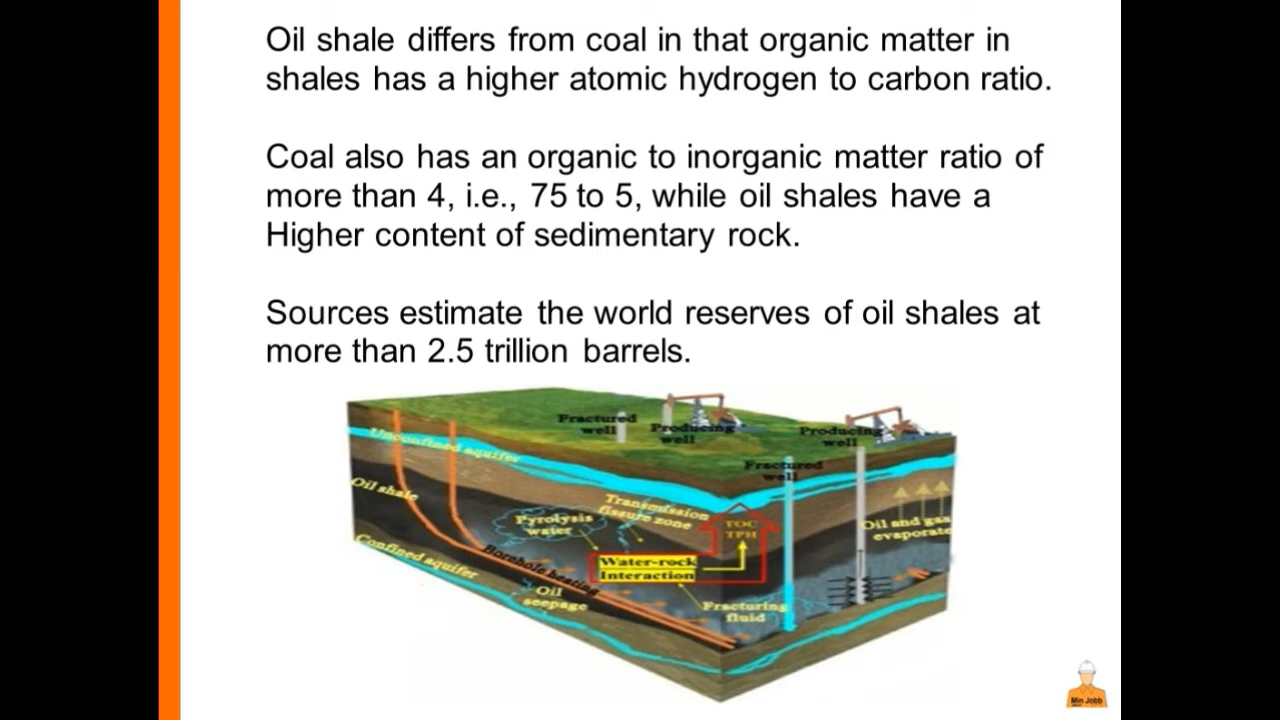 Oil shale differs from coal in that organic matter in
shales has a higher atomic hydrogen to carbon ratio.
Coal also has an organic to inorganic matter ratio of
more than 4, i.e., 75 to 5, while oil shales have a
Higher content of sedimentary rock.
Sources estimate the world reserves of oil shales at
more than 2.5 trillion barrels.
Fractured
well
Producing
well
Producing
well
Fractured
well
Unconfined aquifer
Oil shale
Transmission
fissure zone
Pyrolysis
water
TOC
TPH
Oil and gas
evaporate
Confined aquifer
Borehole heating
Water-rock
Interaction
Oil
seepage
Fracturing
fluid
Min Jobb